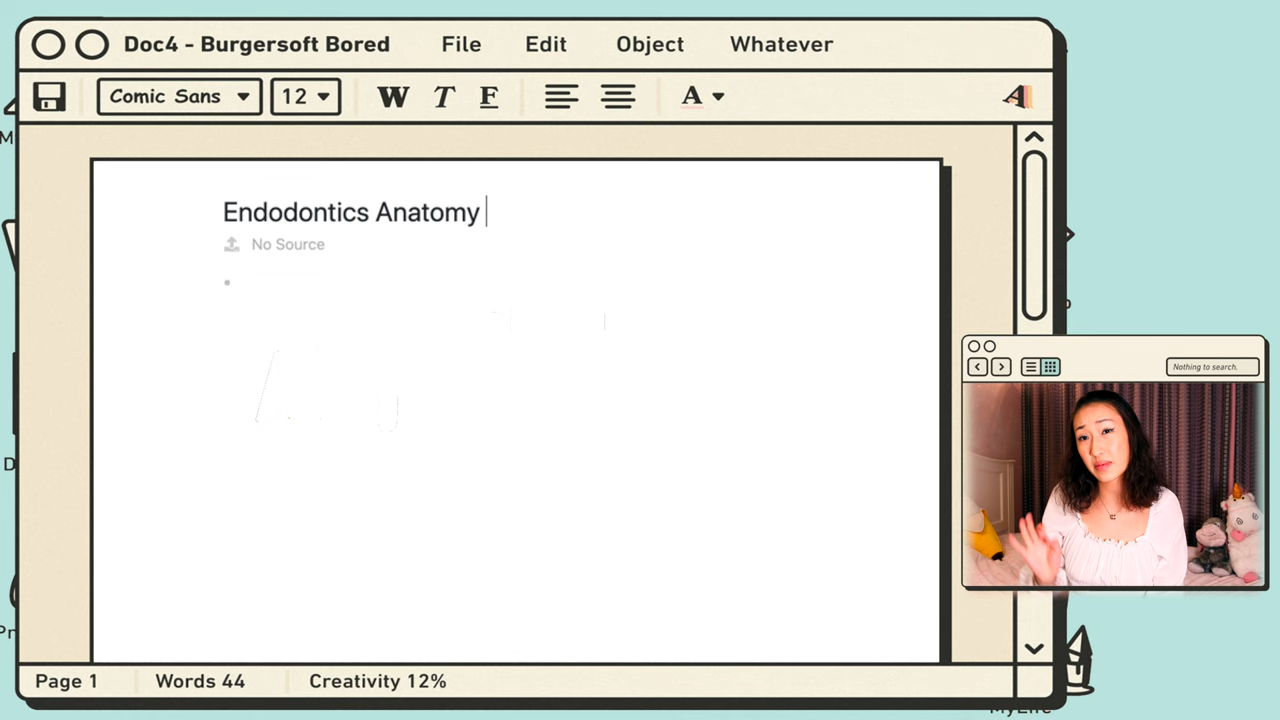 Doc4 - Burgersoft Bored File Edit Object Whatever
Comic Sans 12 W T F A A
Endodontics Anatomy
No Source
Nothing to search.
Page 1 Words 44 Creativity 12%